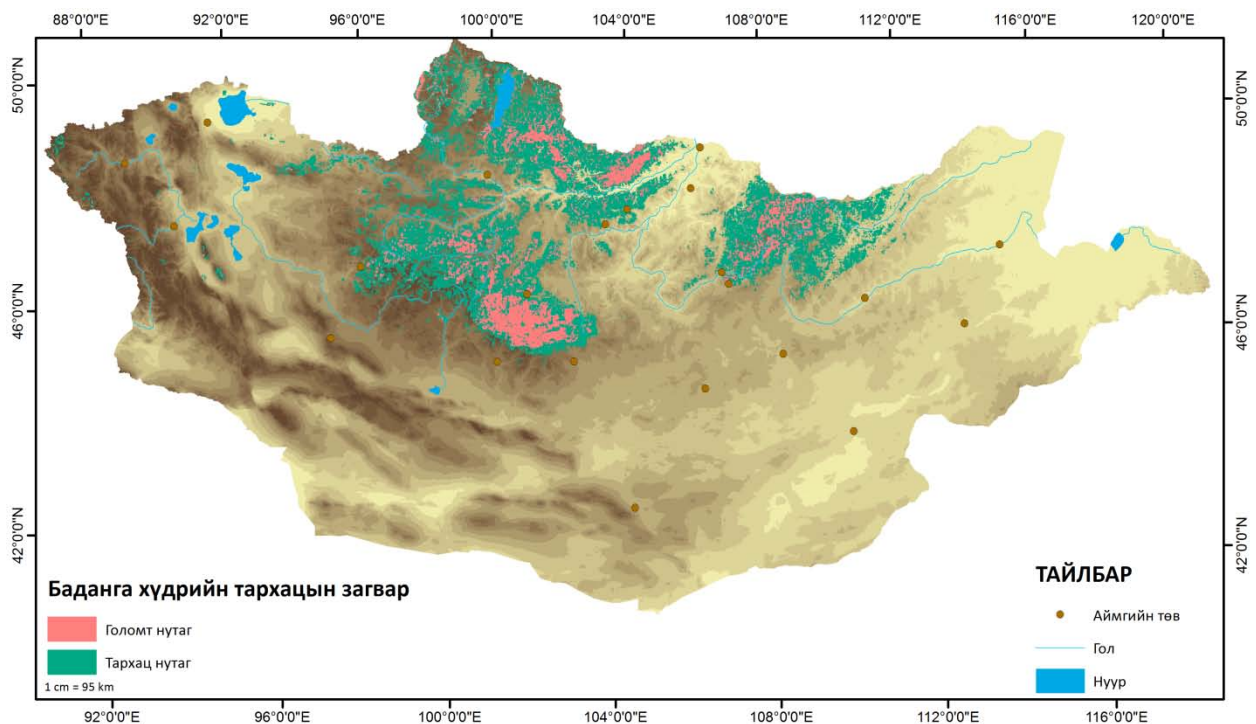 88°0'0"E 92°0'0"E 96°0'0"E 100°0'0"E 104°0'0"E 108°0'0"E 112°0'0"E 116°0'0"E 120°0'0"E
50°0'0"N
50°0'0"N
46°0'0"N
46°0'0"N
42°0'0"N
42°0'0"N
Баданга хүдрийн тархацын загвар
Голомт нутаг
Тархац нутаг
1 cm = 95 km
ТАЙЛБАР
Аймгийн төв
Гол
Нуур
92°0'0"E 96°0'0"E 100°0'0"E 104°0'0"E 108°0'0"E 112°0'0"E 116°0'0"E